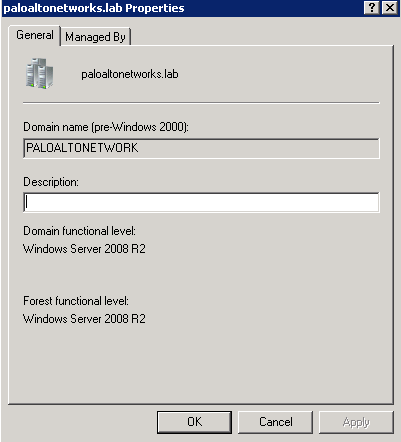 paloaltonetworks.lab Properties
General
Managed By
paloaltonetworks.lab
Domain name (pre-Windows 2000):
PALOALTONETWORK
Description:
Domain functional level:
Windows Server 2008 R2
Forest functional level:
Windows Server 2008 R2
OK
Cancel
Apply